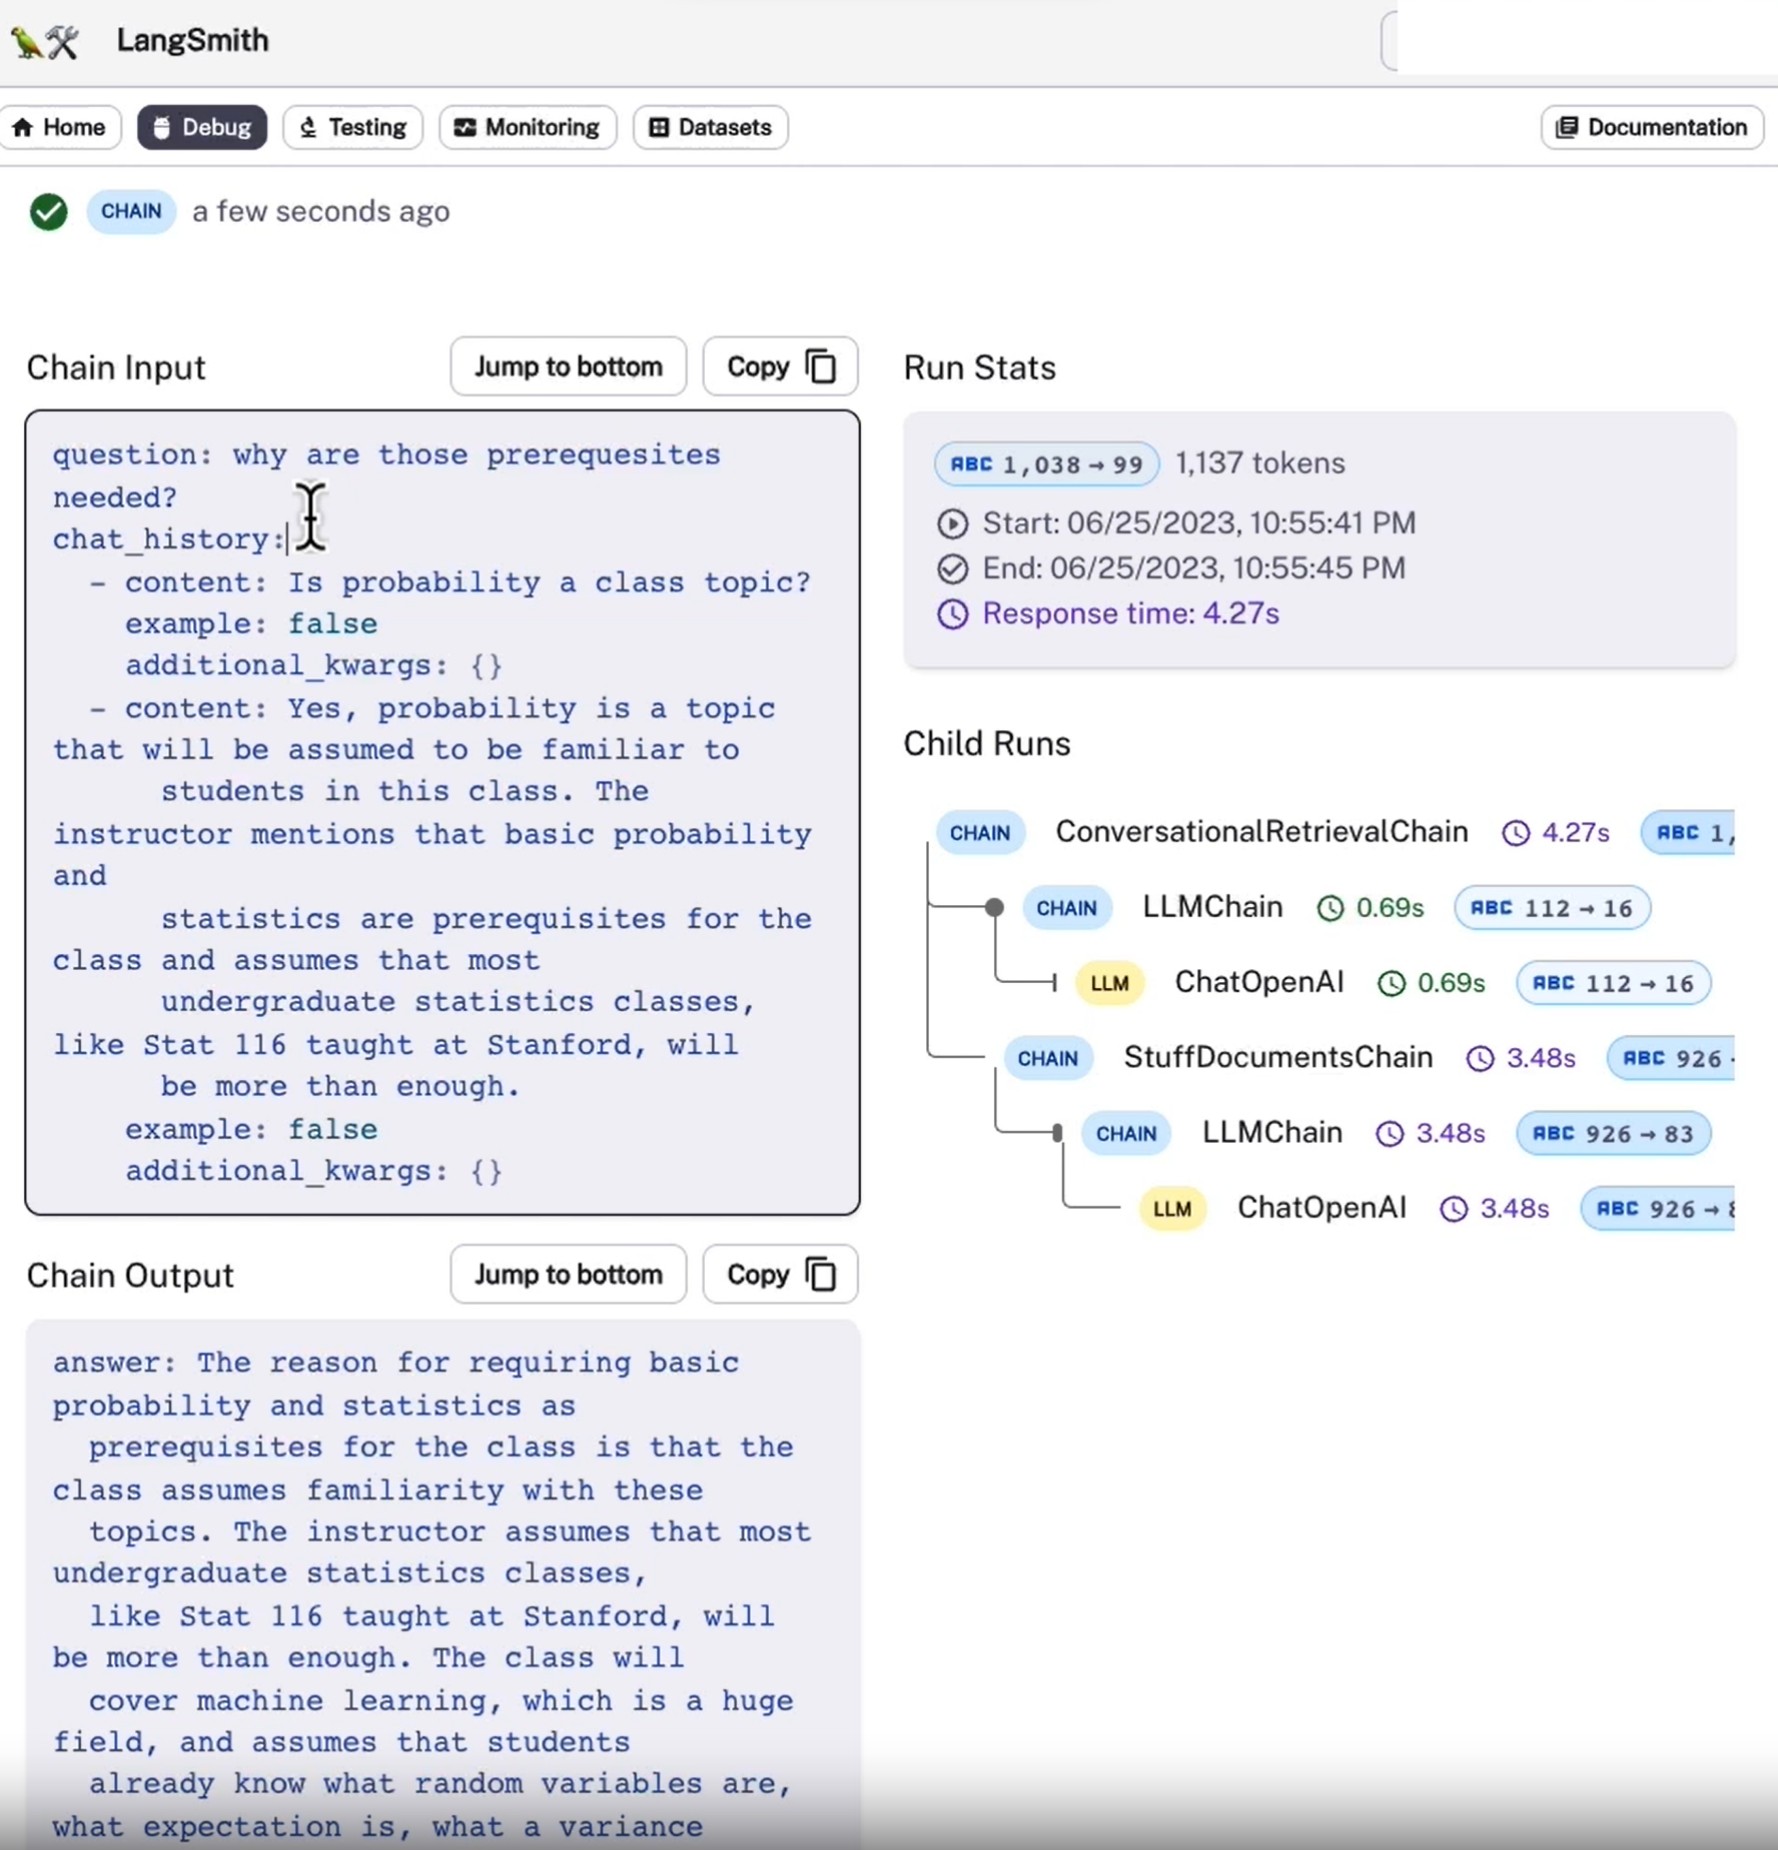 LangSmith
Home Debug Testing Monitoring Datasets Documentation
CHAIN a few seconds ago
Chain Input Jump to bottom Copy
question: why are those prerequesites
needed?
chat_history:
- content: Is probability a class topic?
example: false
additional_kwargs: {}
- content: Yes, probability is a topic
that will be assumed to be familiar to
students in this class. The
instructor mentions that basic probability
and
statistics are prerequisites for the
class and assumes that most
undergraduate statistics classes,
like Stat 116 taught at Stanford, will
be more than enough.
example: false
additional_kwargs: {}
Chain Output Jump to bottom Copy
answer: The reason for requiring basic
probability and statistics as
prerequisites for the class is that the
class assumes familiarity with these
topics. The instructor assumes that most
undergraduate statistics classes,
like Stat 116 taught at Stanford, will
be more than enough. The class will
cover machine learning, which is a huge
field, and assumes that students
already know what random variables are,
what expectation is, what a variance
Run Stats
ABC 1,038 → 99 1,137 tokens
Start: 06/25/2023, 10:55:41 PM
End: 06/25/2023, 10:55:45 PM
Response time: 4.27s
Child Runs
CHAIN ConversationalRetrievalChain 4.27s ABC 1,
CHAIN LLMChain 0.69s ABC 112 → 16
LLM ChatOpenAI 0.69s ABC 112 → 16
CHAIN StuffDocumentsChain 3.48s ABC 926
CHAIN LLMChain 3.48s ABC 926 → 83
LLM ChatOpenAI 3.48s ABC 926 →